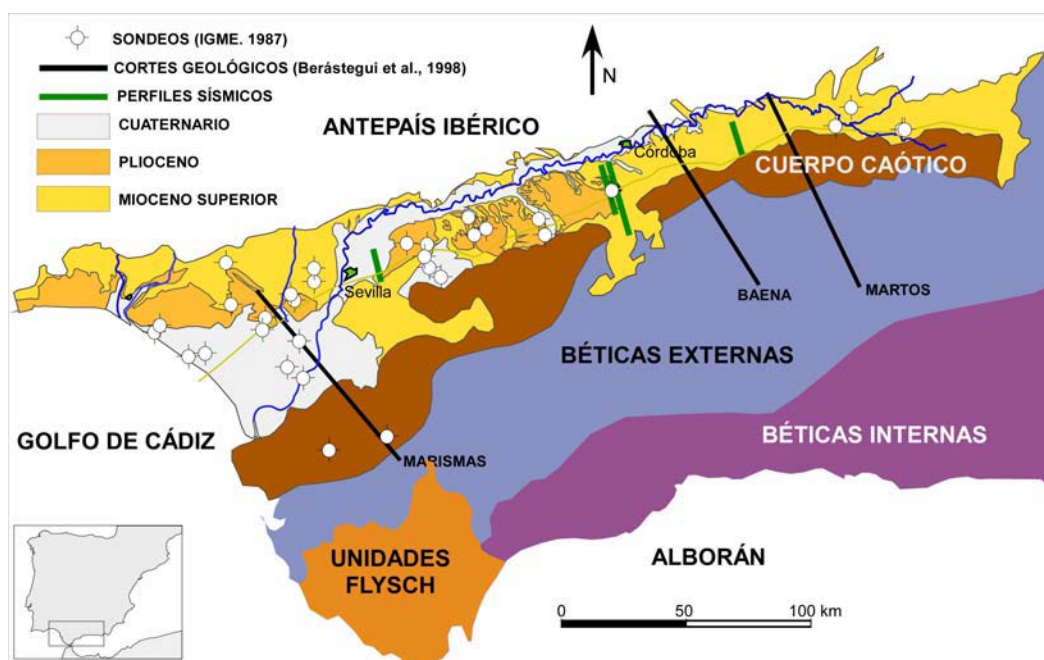 SONDEOS (IGME. 1987)
CORTES GEOLÓGICOS (Berástegui et al., 1998)
PERFILES SÍSMICOS
CUATERNARIO
PLIOCENO
MIOCENO SUPERIOR
N
ANTEPAÍS IBÉRICO
Córdoba
CUERPO CAÓTICO
Sevilla
BAENA
MARTOS
BÉTICAS EXTERNAS
GOLFO DE CÁDIZ
MARISMAS
BÉTICAS INTERNAS
UNIDADES
FLYSCH
ALBORÁN
0 50 100 km